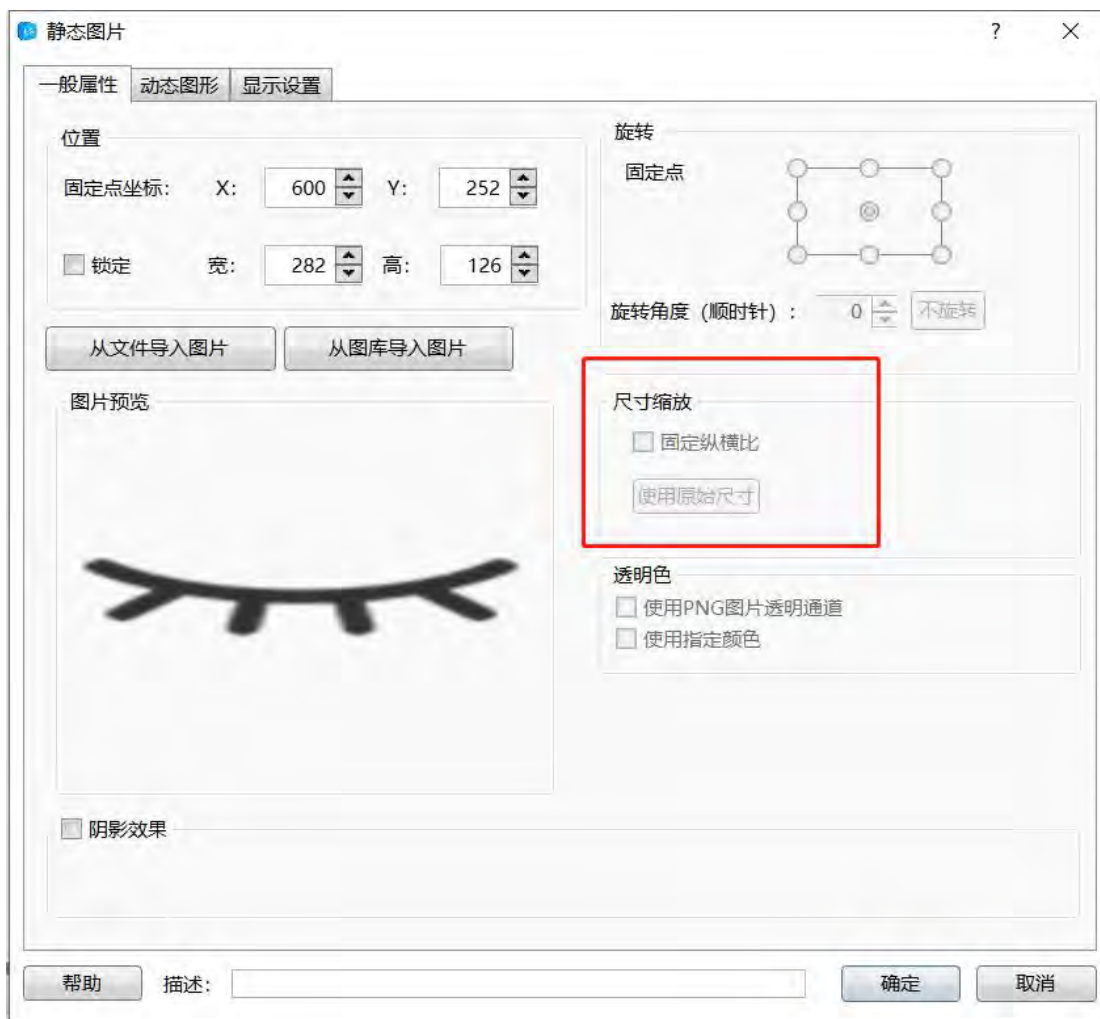 静态图片
?
一般属性 动态图形 显示设置
位置
固定点坐标: X: 600 Y: 252
锁定 宽: 282 高: 126
旋转
固定点
旋转角度 (顺时针) : 0 不旋转
从文件导入图片 从图库导入图片
图片预览
尺寸缩放
固定纵横比
使用原始尺寸
透明色
使用PNG图片透明通道
使用指定颜色
阴影效果
帮助 描述: 确定 取消